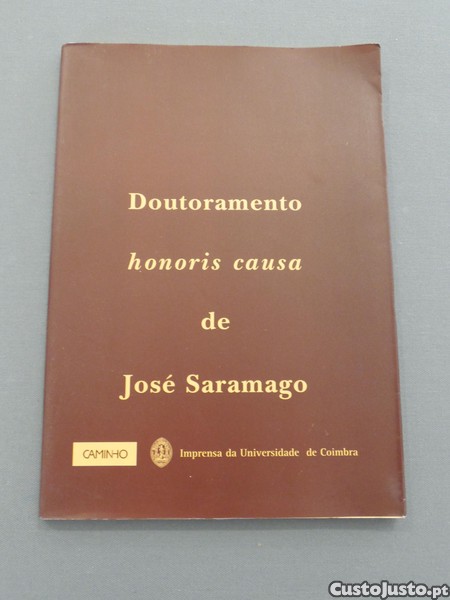 Doutoramento
honoris causa
de
José Saramago
CAMINHO
Imprensa da Universidade de Coimbra
CustoJusto.pt